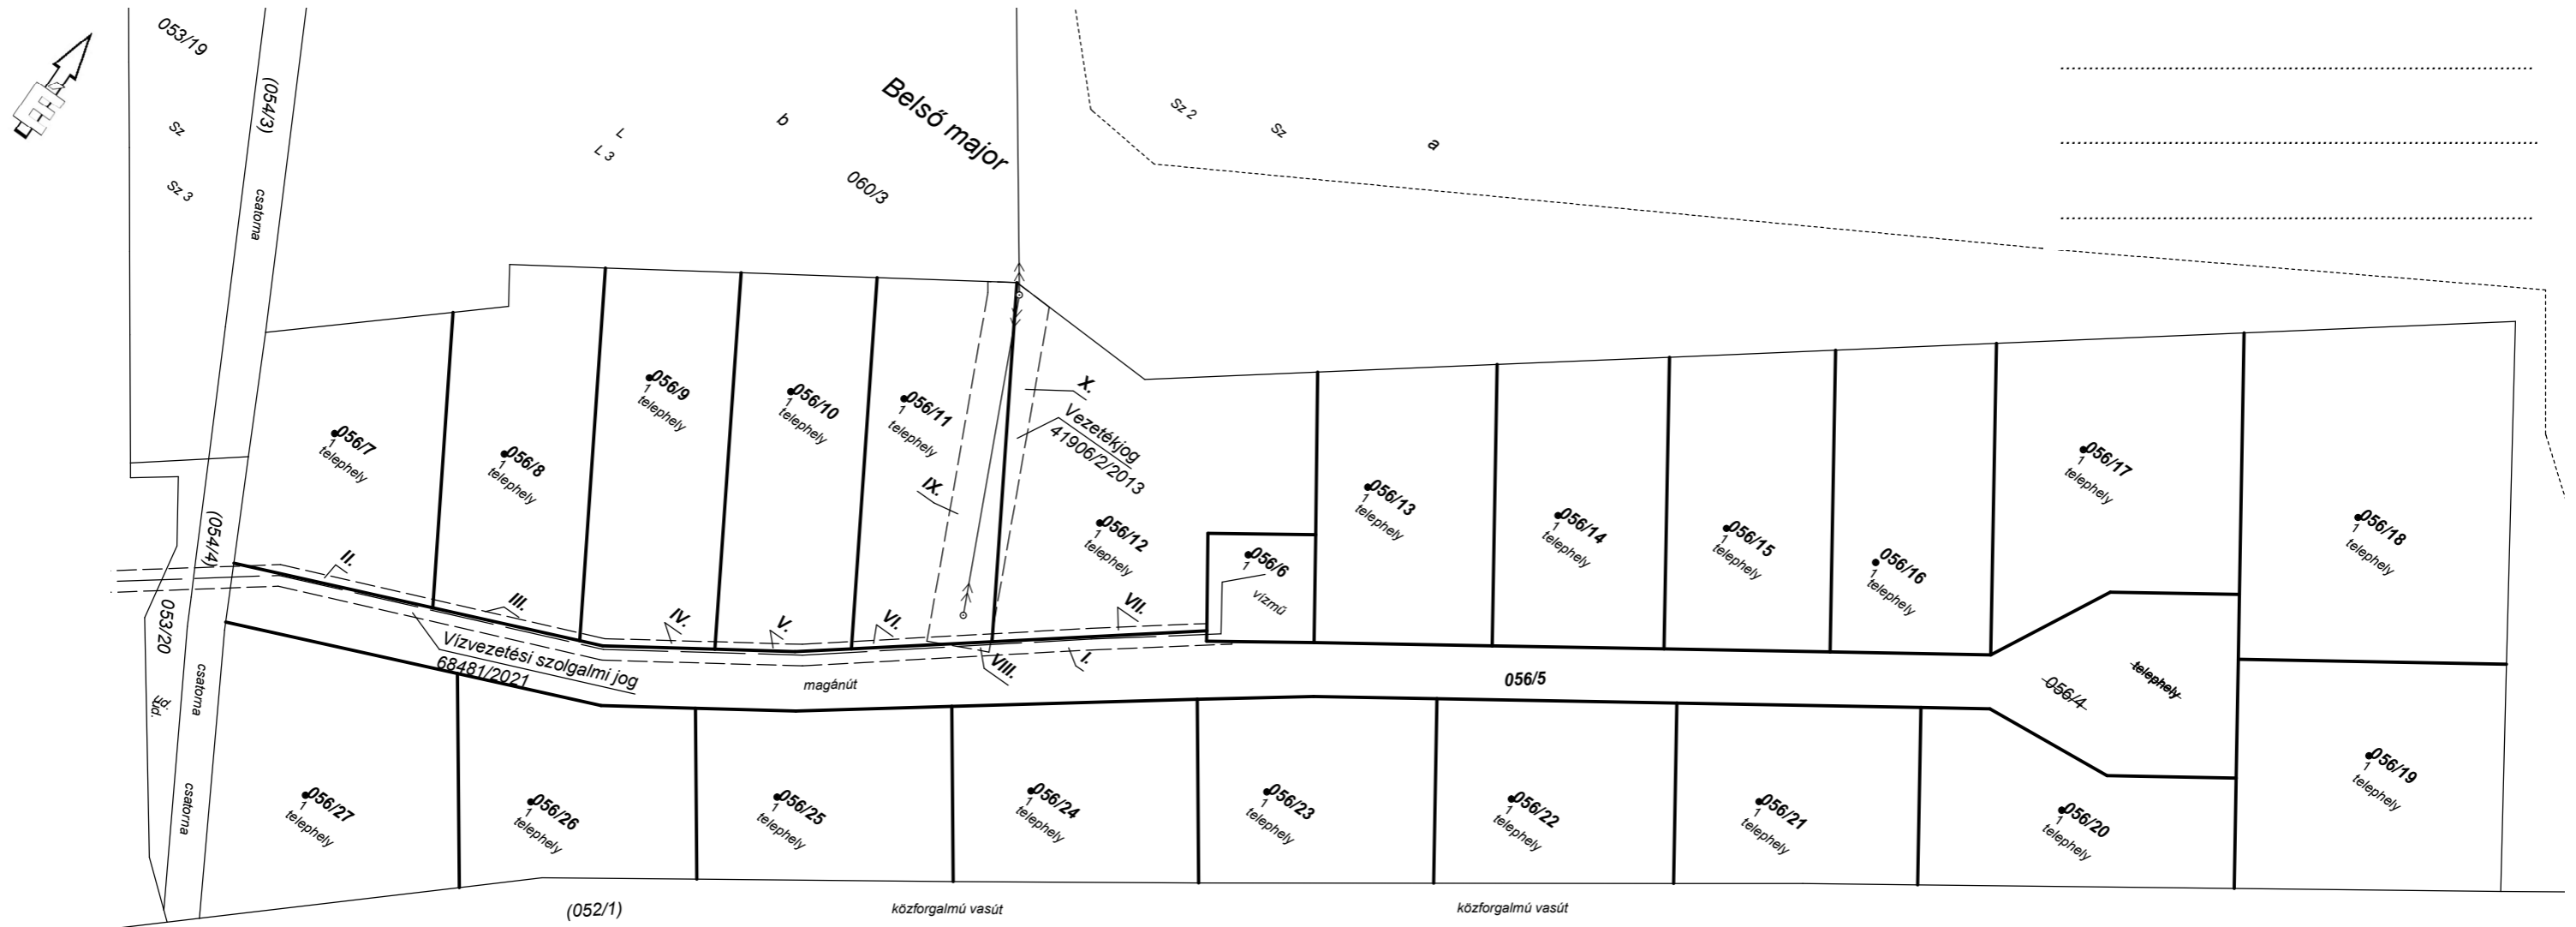 053/19
Sz
Sz 3
(054/3)
csatorna
L
L 3
b
Belső major
060/3
Sz 2
Sz
a
056/7
1
telephely
056/8
1
telephely
056/9
1
telephely
056/10
1
telephely
056/11
1
telephely
IX.
X.
Vezetékjog
41906/2/2013
056/12
1
telephely
056/6
1
vízmű
056/13
1
telephely
056/14
1
telephely
056/15
1
telephely
056/16
1
telephely
056/17
1
telephely
056/18
1
telephely
(054/4)
II.
III.
IV.
V.
VI.
VII.
VIII.
I.
053/20
csatorna
csatorna
Vízvezetési szolgalmi jog
68481/2021
magánút
056/5
056/4
telephely
056/19
1
telephely
056/27
1
telephely
056/26
1
telephely
056/25
1
telephely
056/24
1
telephely
056/23
1
telephely
056/22
1
telephely
056/21
1
telephely
056/20
1
telephely
(052/1)
közforgalmú vasút
közforgalmú vasút